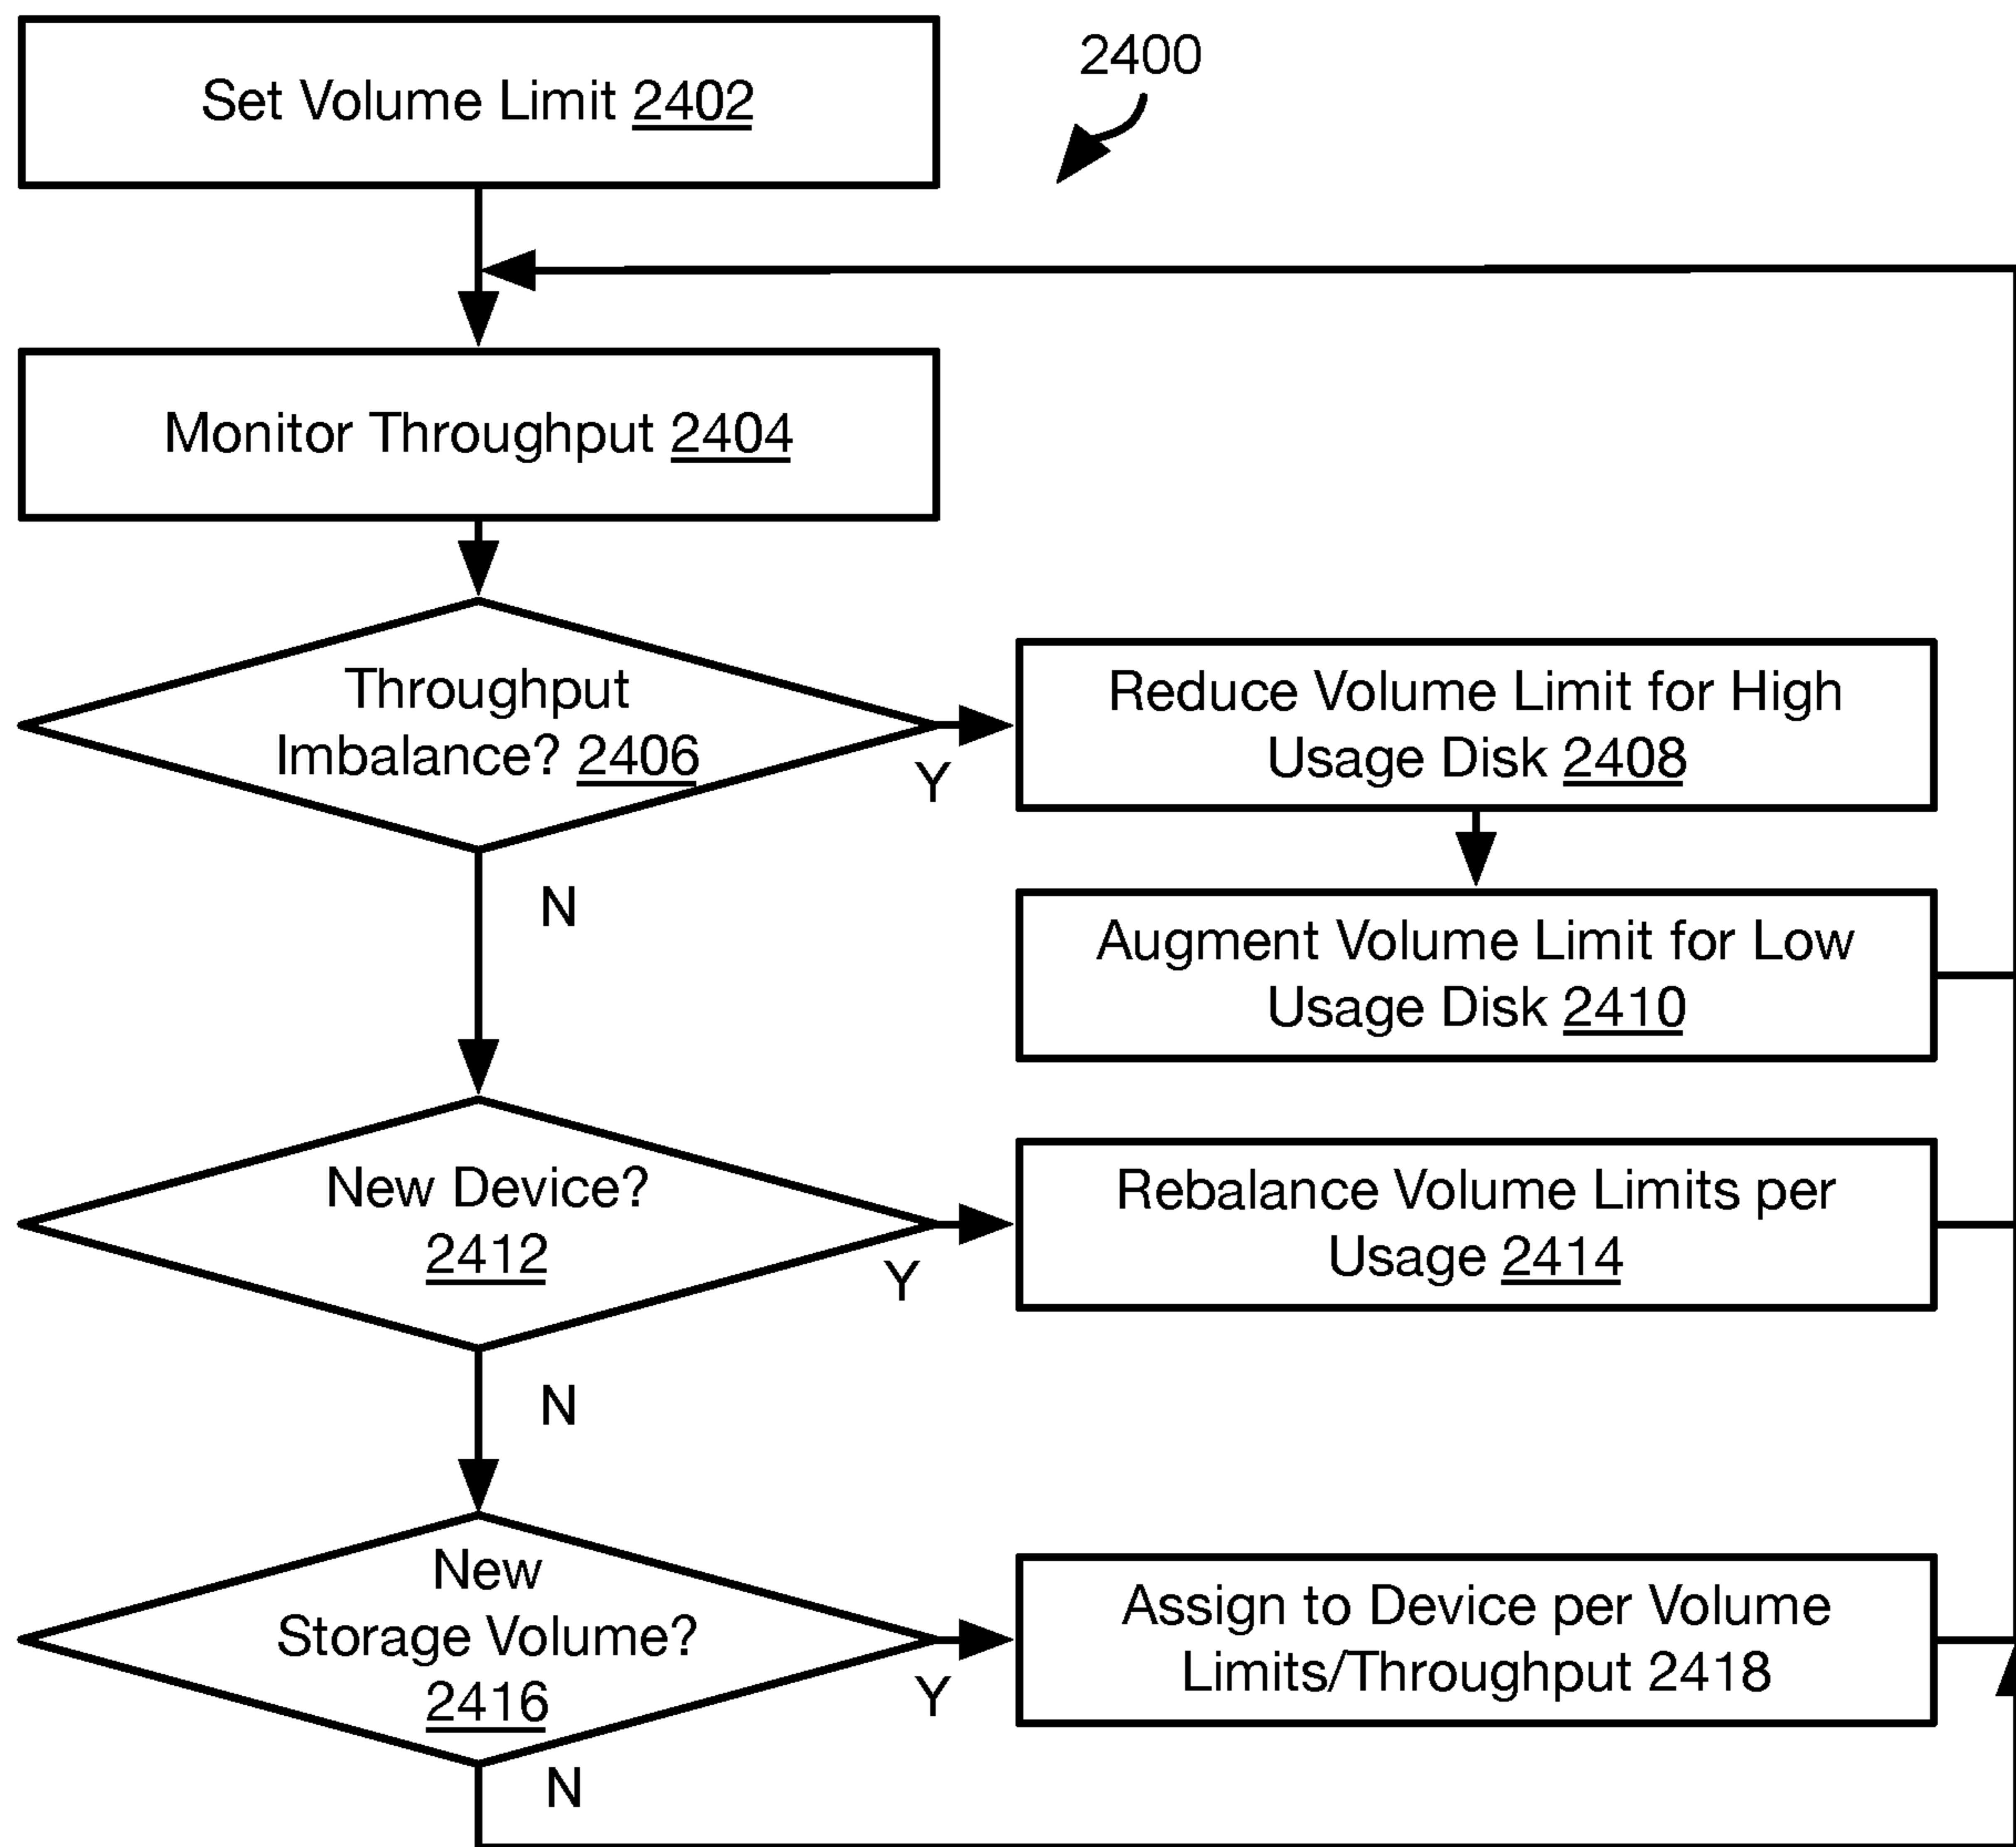 Set Volume Limit 2402
2400
Monitor Throughput 2404
Throughput
Imbalance? 2406
Y
N
Reduce Volume Limit for High
Usage Disk 2408
Augment Volume Limit for Low
Usage Disk 2410
New Device?
2412
Y
N
Rebalance Volume Limits per
Usage 2414
New
Storage Volume?
2416
Y
N
Assign to Device per Volume
Limits/Throughput 2418